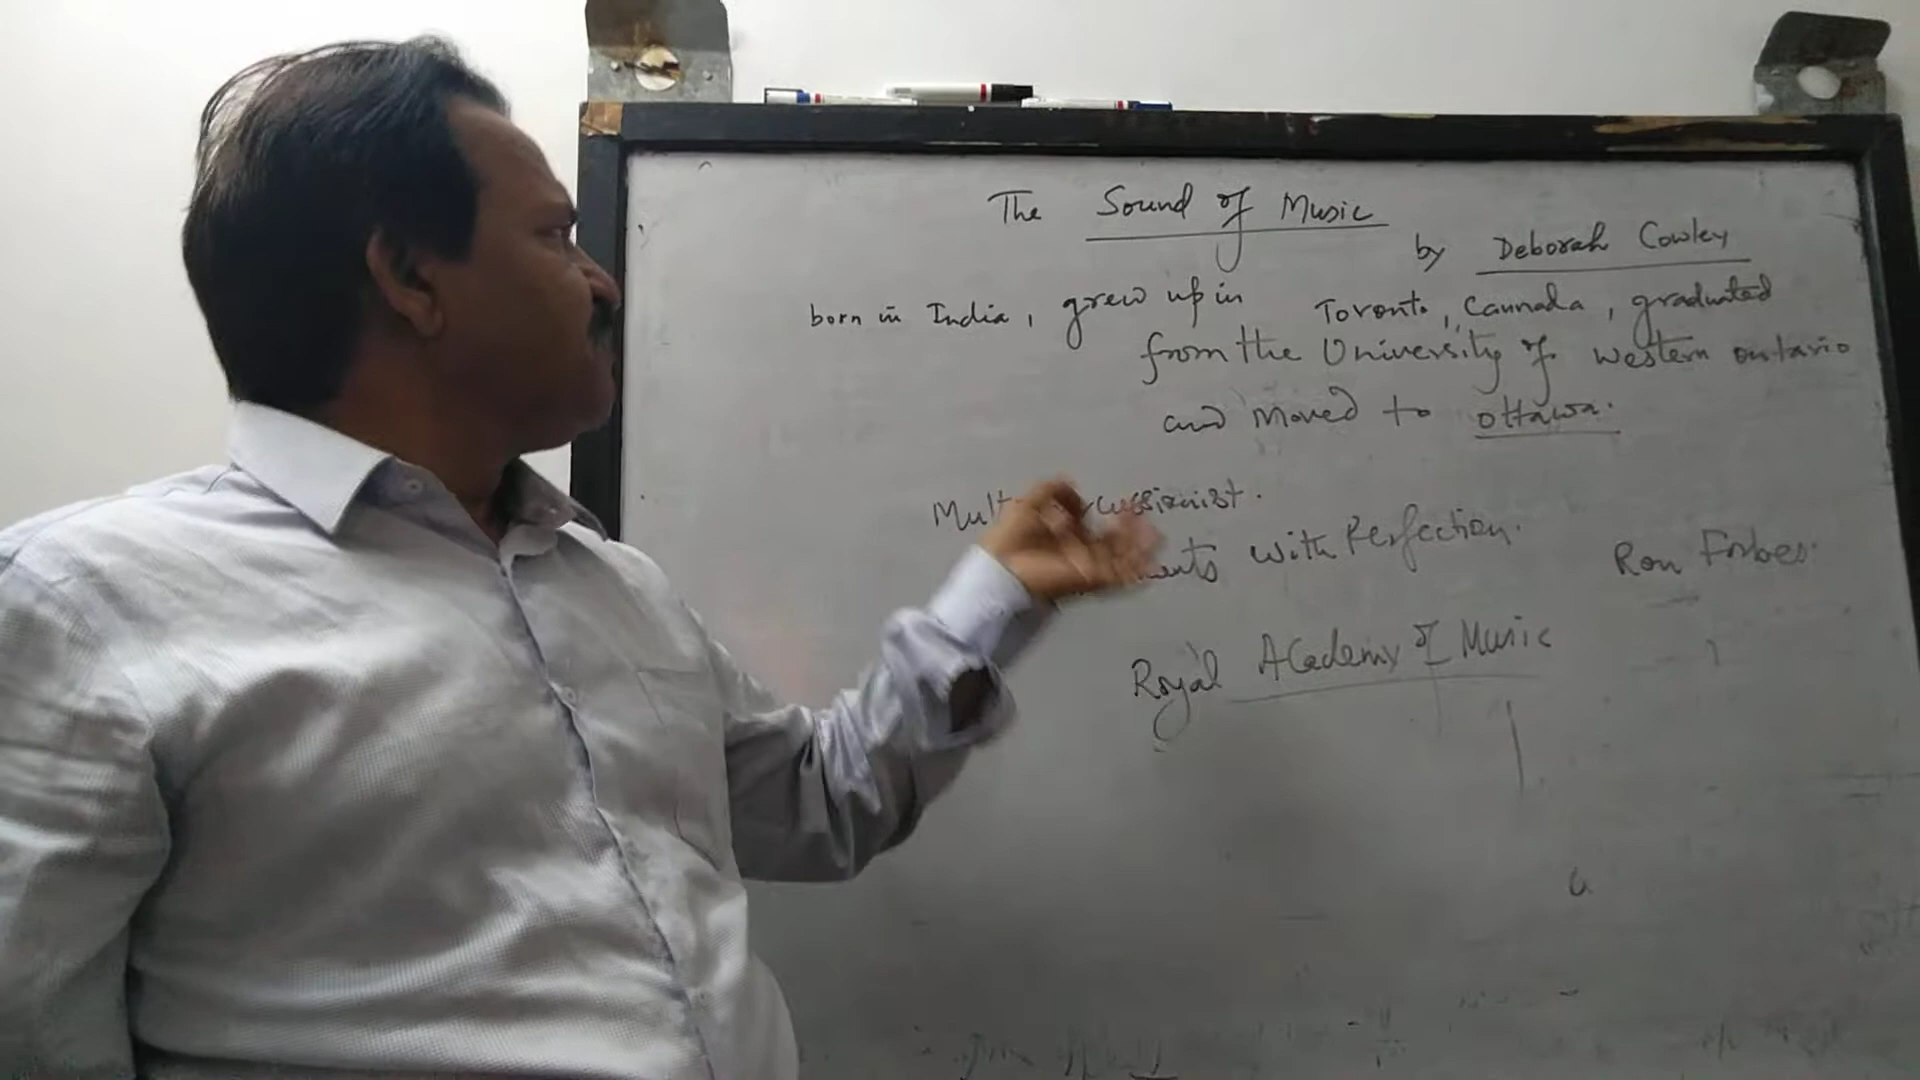 The Sound of Music
by Deborah Cowley
born in India, grew up in Toronto, Cannada, graduated
from the University of Western Ontario
and moved to Ottawa.
with Perfection.
Ron Forbes.
Royal Academy of Music